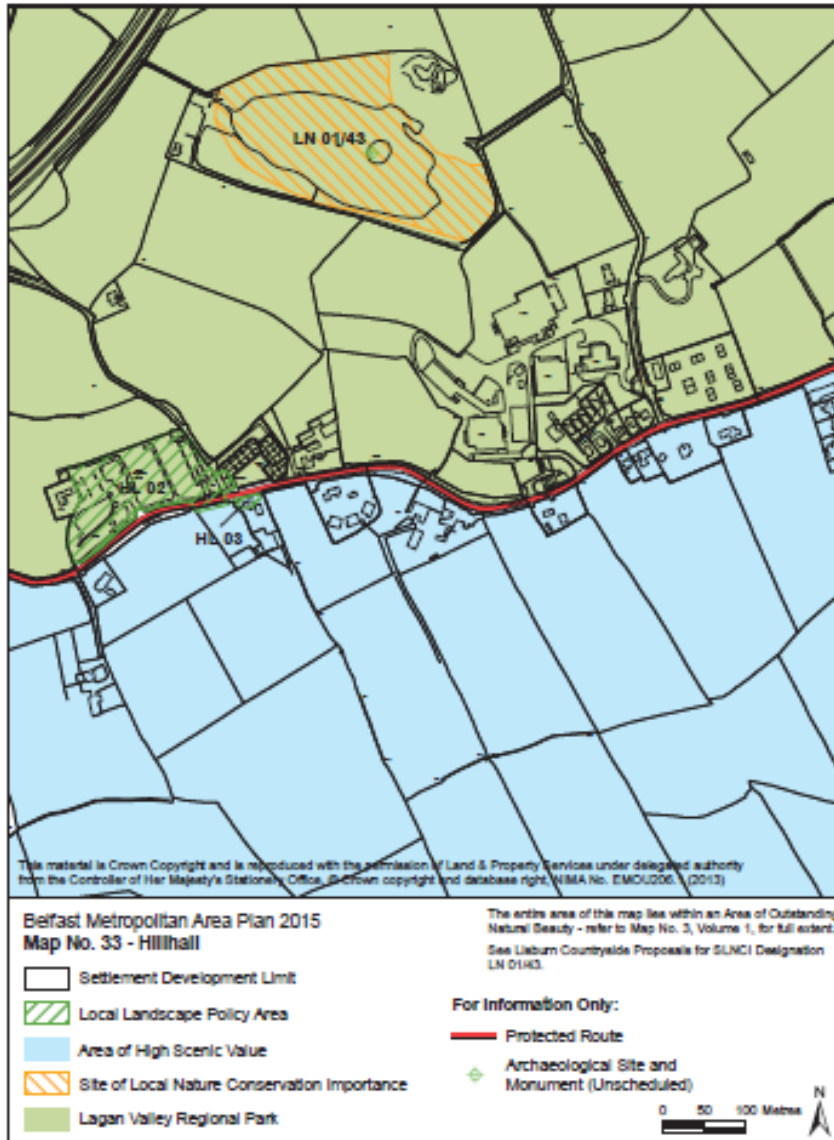 LN 01/43
HL 02
HL 03
This material is Crown Copyright and is reproduced with the permission of Land & Property Services under delegated authority
from the Controller of Her Majesty's Stationery Office, © Crown copyright and database right, NIMA No. EMOU206. (2013)
Belfast Metropolitan Area Plan 2015
Map No. 33 - Hillhall
Settlement Development Limit
Local Landscape Policy Area
Area of High Scenic Value
Site of Local Nature Conservation Importance
Lagan Valley Regional Park
The entire area of this map lies within an Area of Outstanding
Natural Beauty - refer to Map No. 3, Volume 1, for full extent.
See Lisburn Countryside Proposals for SLNCI Designation
LN 01/43.
For Information Only:
Protected Route
Archaeological Site and
Monument (Unscheduled)
0 50 100 Metres
N